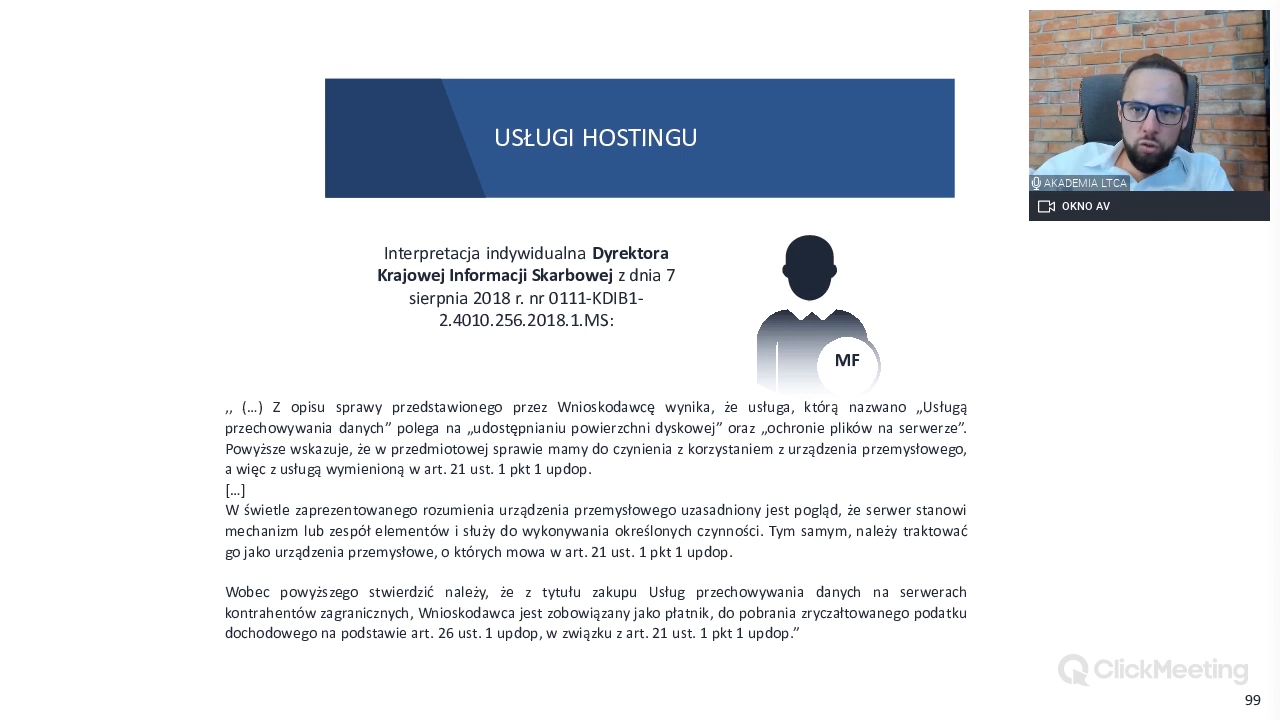 USŁUGI HOSTINGU
AKADEMIA LTCA
OKNO AV
Interpretacja indywidualna Dyrektora
Krajowej Informacji Skarbowej z dnia 7
sierpnia 2018 r. nr 0111-KDIB1-
2.4010.256.2018.1.MS:
MF
,, (…) Z opisu sprawy przedstawionego przez Wnioskodawcę wynika, że usługa, którą nazwano „Usługą
przechowywania danych” polega na „udostępnianiu powierzchni dyskowej” oraz „ochronie plików na serwerze”.
Powyższe wskazuje, że w przedmiotowej sprawie mamy do czynienia z korzystaniem z urządzenia przemysłowego,
a więc z usługą wymienioną w art. 21 ust. 1 pkt 1 updop.
[…]
W świetle zaprezentowanego rozumienia urządzenia przemysłowego uzasadniony jest pogląd, że serwer stanowi
mechanizm lub zespół elementów i służy do wykonywania określonych czynności. Tym samym, należy traktować
go jako urządzenia przemysłowe, o których mowa w art. 21 ust. 1 pkt 1 updop.
Wobec powyższego stwierdzić należy, że z tytułu zakupu Usług przechowywania danych na serwerach
kontrahentów zagranicznych, Wnioskodawca jest zobowiązany jako płatnik, do pobrania zryczałtowanego podatku
dochodowego na podstawie art. 26 ust. 1 updop, w związku z art. 21 ust. 1 pkt 1 updop.”
ClickMeeting
99